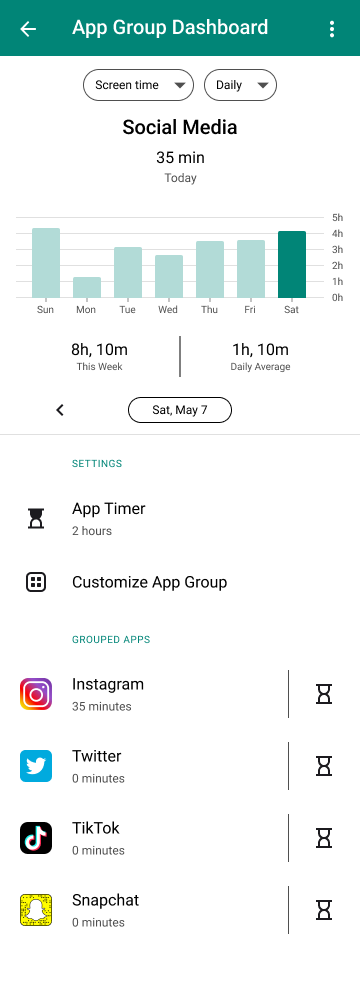 App Group Dashboard
Screen time
Daily
Social Media
35 min
Today
5h
4h
3h
2h
1h
0h
Sun Mon Tue Wed Thu Fri Sat
8h, 10m
This Week
1h, 10m
Daily Average
Sat, May 7
SETTINGS
App Timer
2 hours
Customize App Group
GROUPED APPS
Instagram
35 minutes
Twitter
0 minutes
TikTok
0 minutes
Snapchat
0 minutes